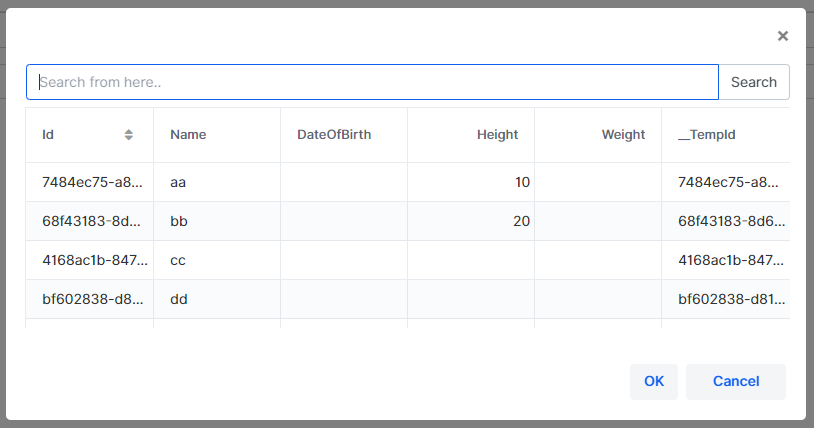 ×
Search from here.. Search
Id Name DateOfBirth Height Weight __TempId
7484ec75-a8... aa 10 7484ec75-a8...
68f43183-8d... bb 20 68f43183-8d6...
4168ac1b-847... cc 4168ac1b-847...
bf602838-d8... dd bf602838-d81...
OK Cancel